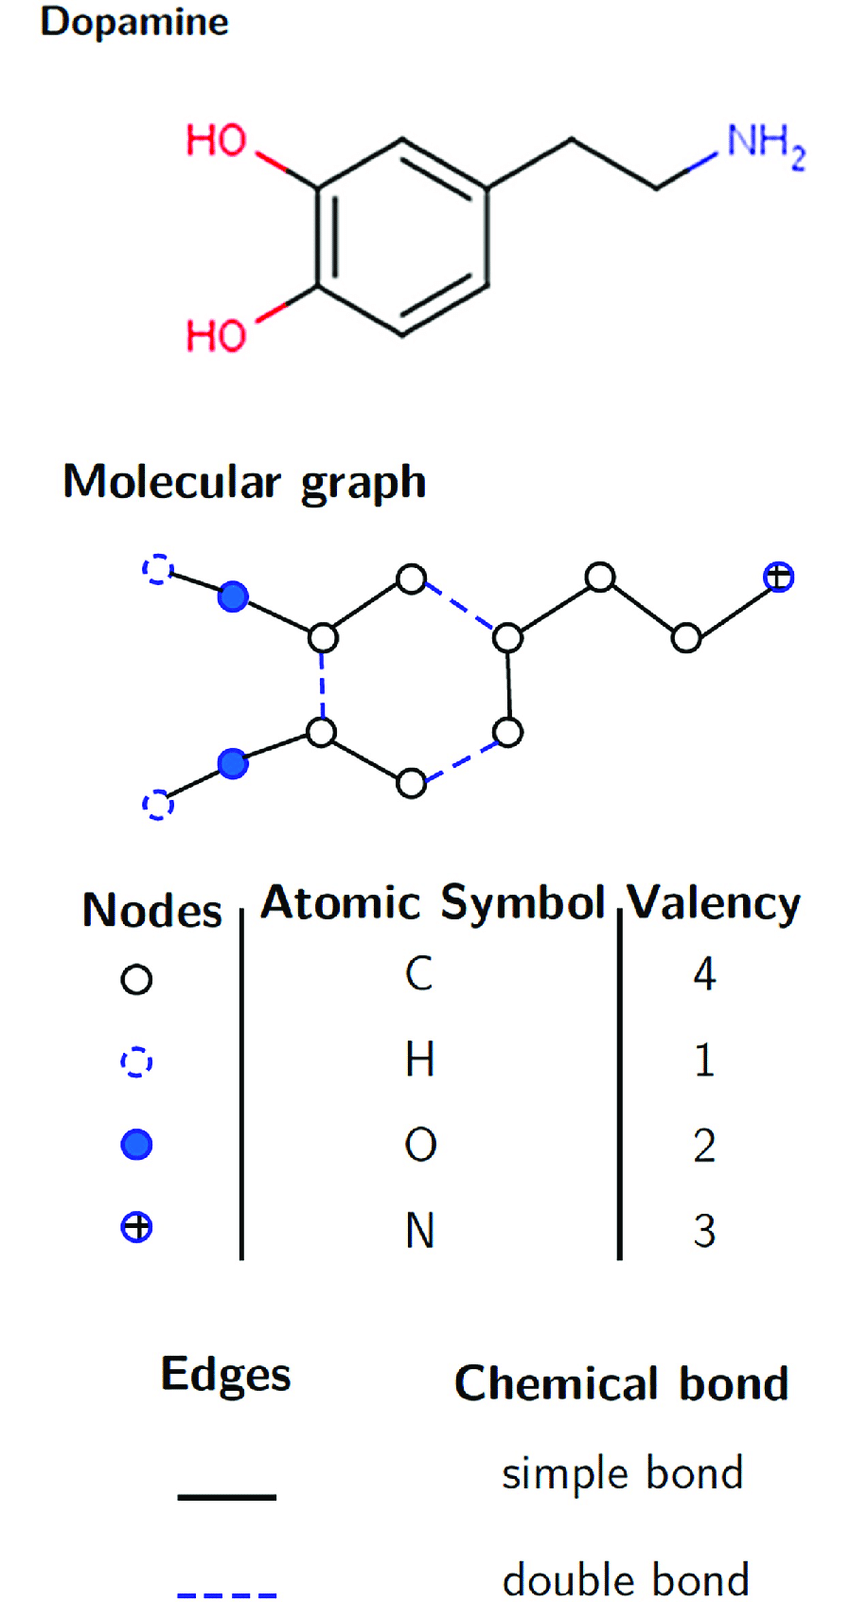 Dopamine
HO
NH2
HO
Molecular graph
Nodes Atomic Symbol Valency
C 4
H 1
O 2
N 3
Edges Chemical bond
simple bond
double bond